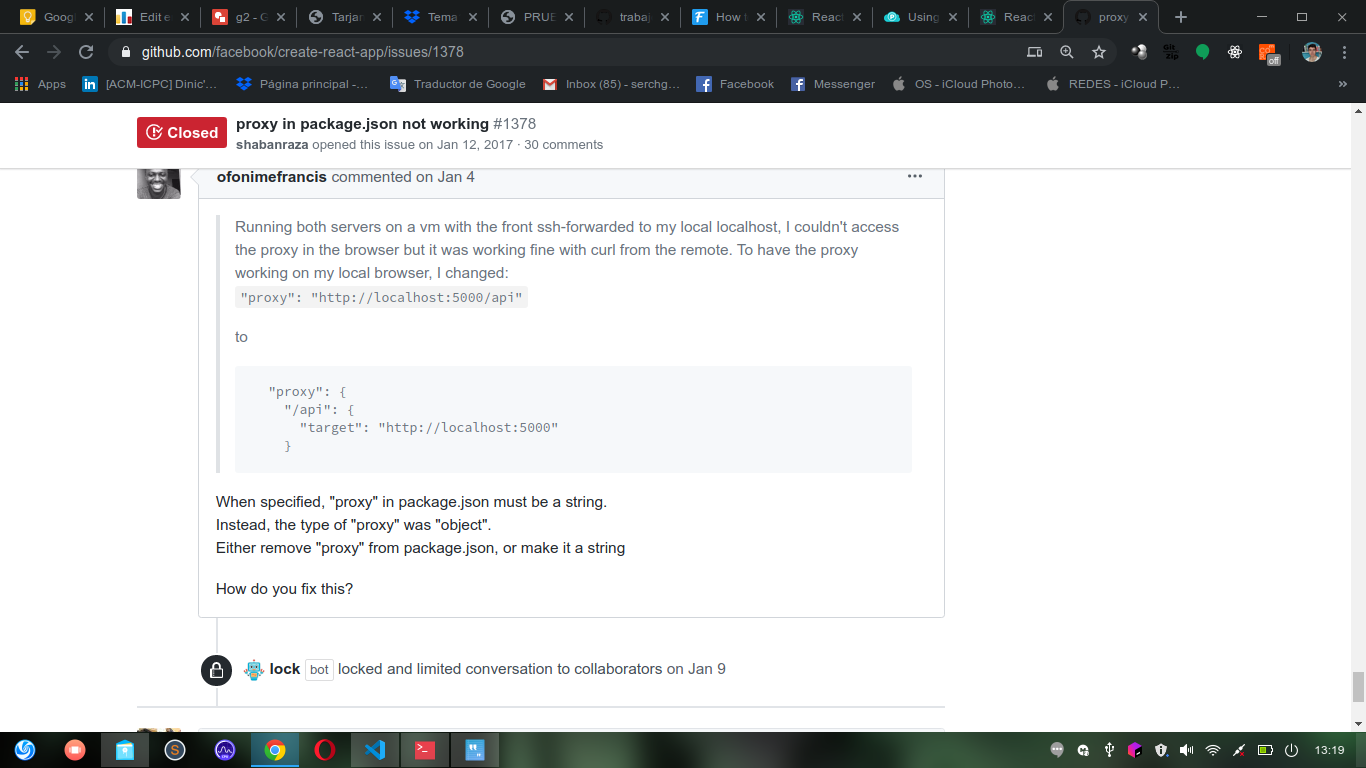 Goog
Edit e
g2 - G
Tarjan
Tema
PRUE
trabaj
How t
React
Using
React
proxy
github.com/facebook/create-react-app/issues/1378
off
Apps
[ACM-ICPC] Dinic'…
Página principal -…
Traductor de Google
Inbox (85) - serchg…
Facebook
Messenger
OS - iCloud Photo…
REDES - iCloud P…
»
Closed
proxy in package.json not working #1378
shabanraza opened this issue on Jan 12, 2017 · 30 comments
ofonimefrancis commented on Jan 4
Running both servers on a vm with the front ssh-forwarded to my local localhost, I couldn't access
the proxy in the browser but it was working fine with curl from the remote. To have the proxy
working on my local browser, I changed:
"proxy": "http://localhost:5000/api"
to
"proxy": {
"/api": {
"target": "http://localhost:5000"
}
When specified, "proxy" in package.json must be a string.
Instead, the type of "proxy" was "object".
Either remove "proxy" from package.json, or make it a string
How do you fix this?
lock bot locked and limited conversation to collaborators on Jan 9
13:19